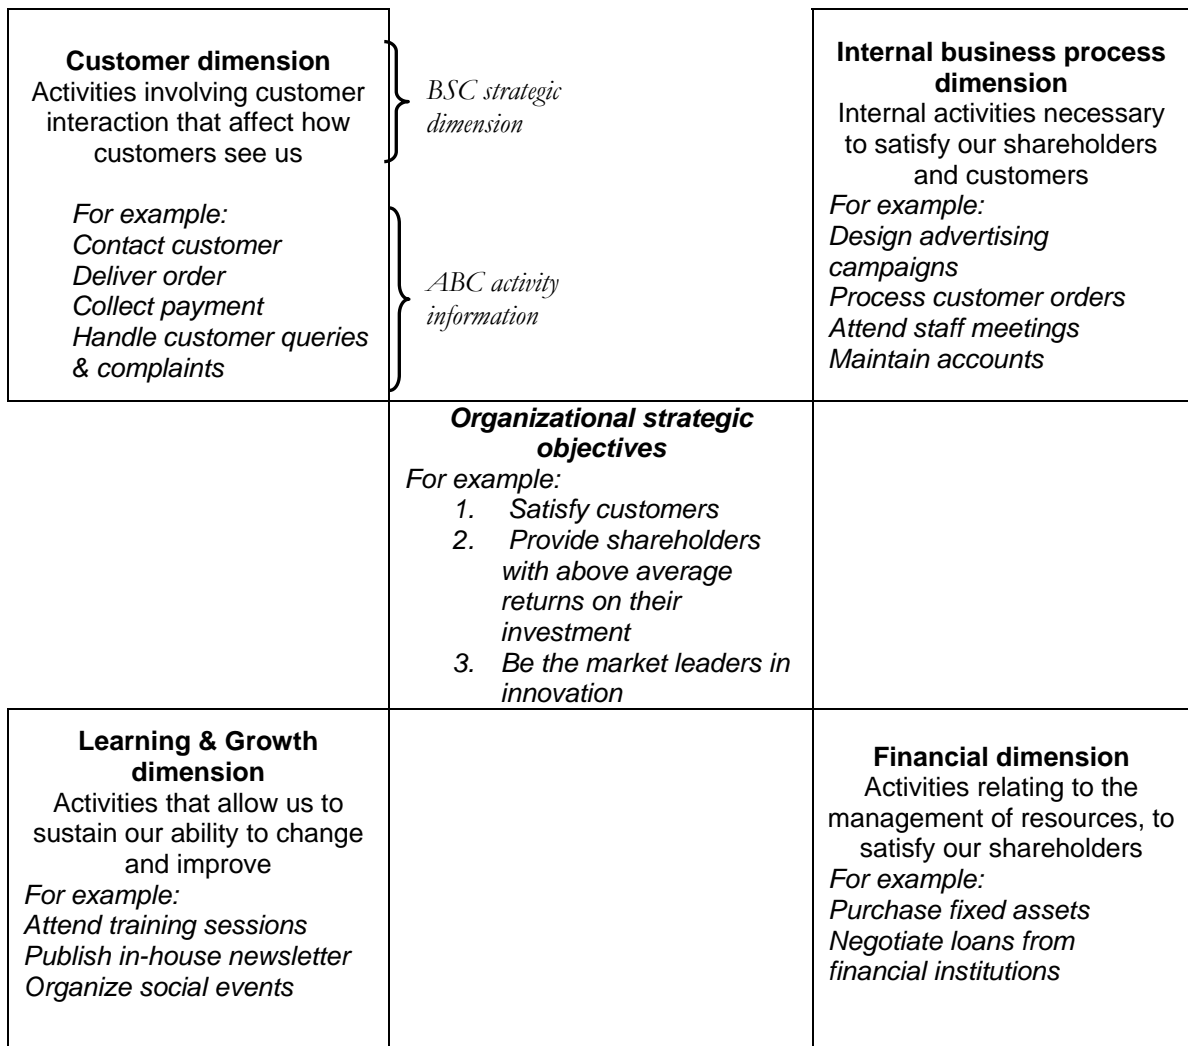 Customer dimension
Activities involving customer
interaction that affect how
customers see us
For example:
Contact customer
Deliver order
Collect payment
Handle customer queries
& complaints
BSC strategic
dimension
ABC activity
information
Internal business process
dimension
Internal activities necessary
to satisfy our shareholders
and customers
For example:
Design advertising
campaigns
Process customer orders
Attend staff meetings
Maintain accounts
Organizational strategic
objectives
For example:
1. Satisfy customers
2. Provide shareholders
with above average
returns on their
investment
3. Be the market leaders in
innovation
Learning & Growth
dimension
Activities that allow us to
sustain our ability to change
and improve
For example:
Attend training sessions
Publish in-house newsletter
Organize social events
Financial dimension
Activities relating to the
management of resources, to
satisfy our shareholders
For example:
Purchase fixed assets
Negotiate loans from
financial institutions